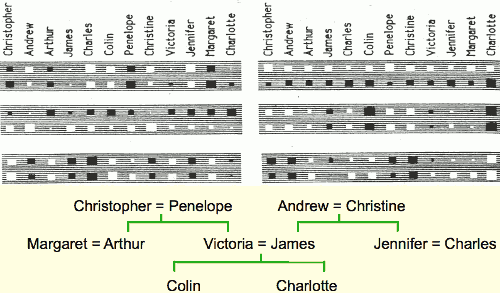 Christopher
Andrew
Arthur
James
Charles
Colin
Penelope
Christine
Victoria
Jennifer
Margaret
Charlotte
Christopher
Andrew
Arthur
James
Charles
Colin
Penelope
Christine
Victoria
Jennifer
Margaret
Charlotte
Christopher = Penelope
Andrew = Christine
Margaret = Arthur
Victoria = James
Jennifer = Charles
Colin
Charlotte